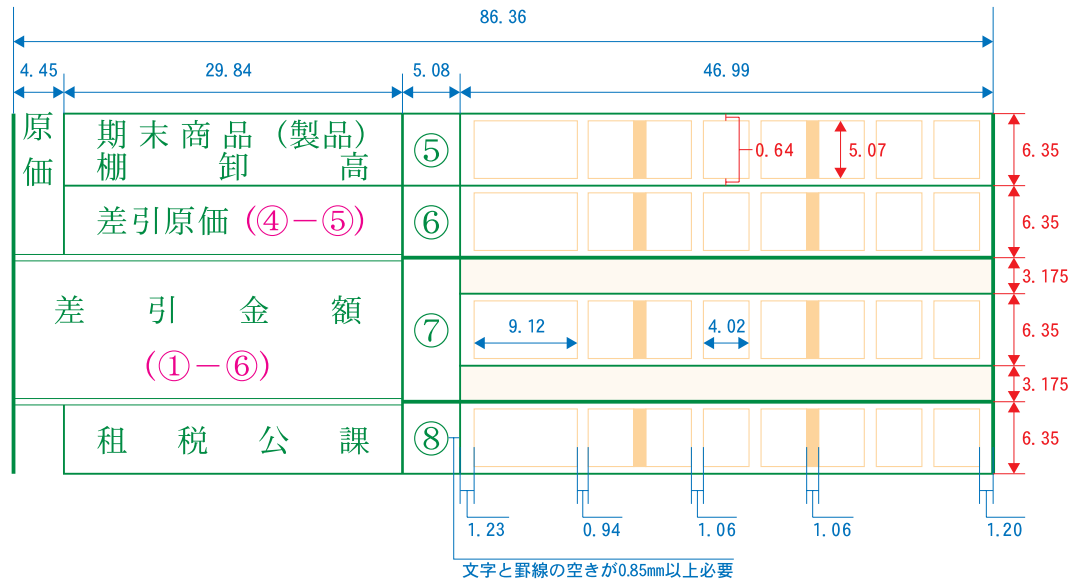 86.36
4.45 29.84 5.08 46.99
原価
期末商品(製品)
棚卸高
⑤
0.64 5.07 6.35
差引原価(④−⑤)
⑥
6.35
3.175
差引金額
(①−⑥)
⑦
9.12 4.02 6.35
3.175
租税公課
⑧
6.35
1.23 0.94 1.06 1.06 1.20
文字と罫線の空きが0.85mm以上必要